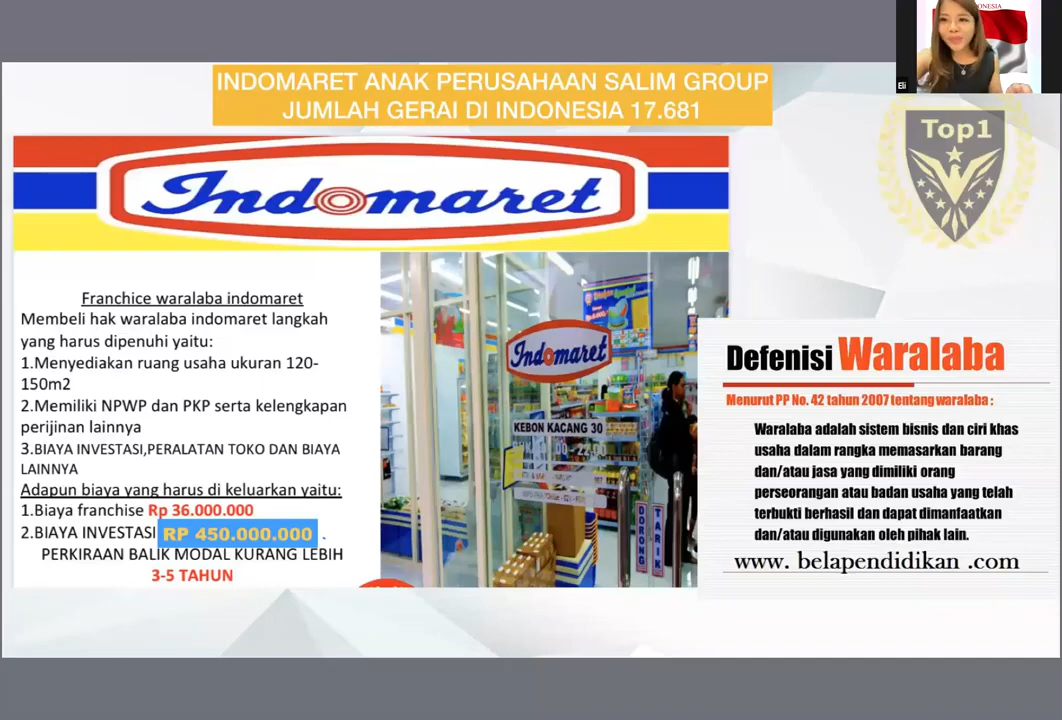 ONESIA
Eli
INDOMARET ANAK PERUSAHAAN SALIM GROUP
JUMLAH GERAI DI INDONESIA 17.681
Top1
Indomaret
Franchice waralaba indomaret
Membeli hak waralaba indomaret langkah
yang harus dipenuhi yaitu:
1.Menyediakan ruang usaha ukuran 120-
150m2
2.Memiliki NPWP dan PKP serta kelengkapan
perijinan lainnya
3.BIAYA INVESTASI,PERALATAN TOKO DAN BIAYA
LAINNYA
Adapun biaya yang harus di keluarkan yaitu:
1.Biaya franchise Rp 36.000.000
2.BIAYA INVESTASI RP 450.000.000 .
PERKIRAAN BALIK MODAL KURANG LEBIH
3-5 TAHUN
Indomaret
KEBON KACANG 30
DORONG
TARIK
Defenisi Waralaba
Menurut PP No. 42 tahun 2007 tentang waralaba :
Waralaba adalah sistem bisnis dan ciri khas
usaha dalam rangka memasarkan barang
dan/atau jasa yang dimiliki orang
perseorangan atau badan usaha yang telah
terbukti berhasil dan dapat dimanfaatkan
dan/atau digunakan oleh pihak lain.
www. belapendidikan .com